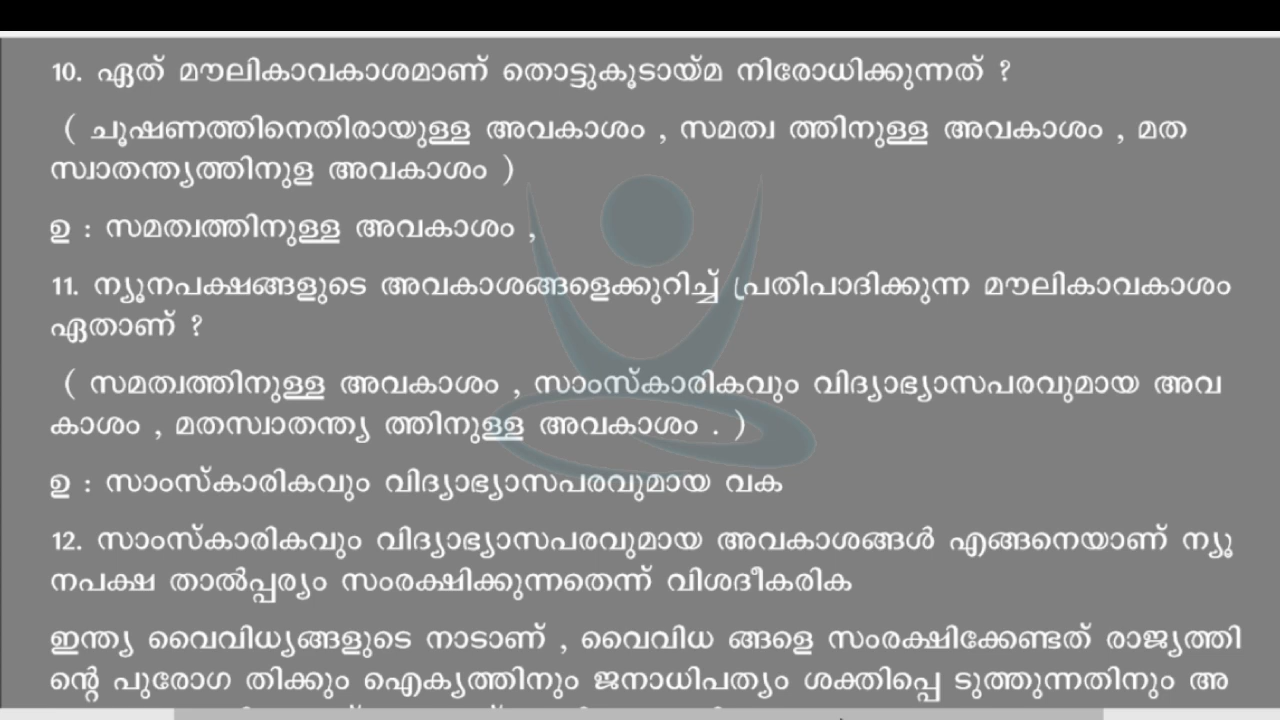 10. ഏത് മൗലികാവകാശമാണ് തൊട്ടുകൂടായ്മ നിരോധിക്കുന്നത് ?
( ചൂഷണത്തിനെതിരായുള്ള അവകാശം , സമത്വ ത്തിനുള്ള അവകാശം , മത
സ്വാതന്ത്യത്തിനുള അവകാശം )
ഉ : സമത്വത്തിനുള്ള അവകാശം ,
11. ന്യൂനപക്ഷങ്ങളുടെ അവകാശങ്ങളെക്കുറിച്ച് പ്രതിപാദിക്കുന്ന മൗലികാവകാശം
ഏതാണ് ?
( സമത്വത്തിനുള്ള അവകാശം , സാംസ്കാരികവും വിദ്യാഭ്യാസപരവുമായ അവ
കാശം , മതസ്വാതന്ത്യ ത്തിനുള്ള അവകാശം . )
ഉ : സാംസ്കാരികവും വിദ്യാഭ്യാസപരവുമായ വക
12. സാംസ്കാരികവും വിദ്യാഭ്യാസപരവുമായ അവകാശങ്ങൾ എങ്ങനെയാണ് ന്യൂ
നപക്ഷ താൽപ്പര്യം സംരക്ഷിക്കുന്നതെന്ന് വിശദീകരിക
ഇന്ത്യ വൈവിധ്യങ്ങളുടെ നാടാണ് , വൈവിധ ങ്ങളെ സംരക്ഷിക്കേണ്ടത് രാജ്യത്തി
ന്റെ പുരോഗ തിക്കും ഐക്യത്തിനും ജനാധിപത്യം ശക്തിപ്പെ ടുത്തുന്നതിനും അ